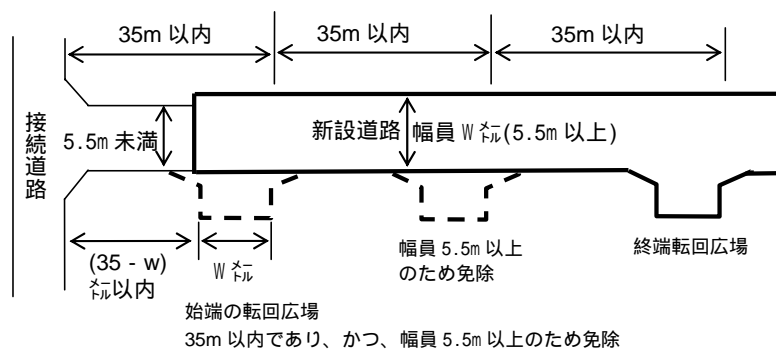 35m 以内
35m 以内
35m 以内
接続道路
5.5m 未満
新設道路 幅員 W メートル(5.5m 以上)
(35 - w)
メートル以内
W メートル
幅員 5.5m 以上
のため免除
終端転回広場
始端の転回広場
35m 以内であり、かつ、幅員 5.5m 以上のため免除